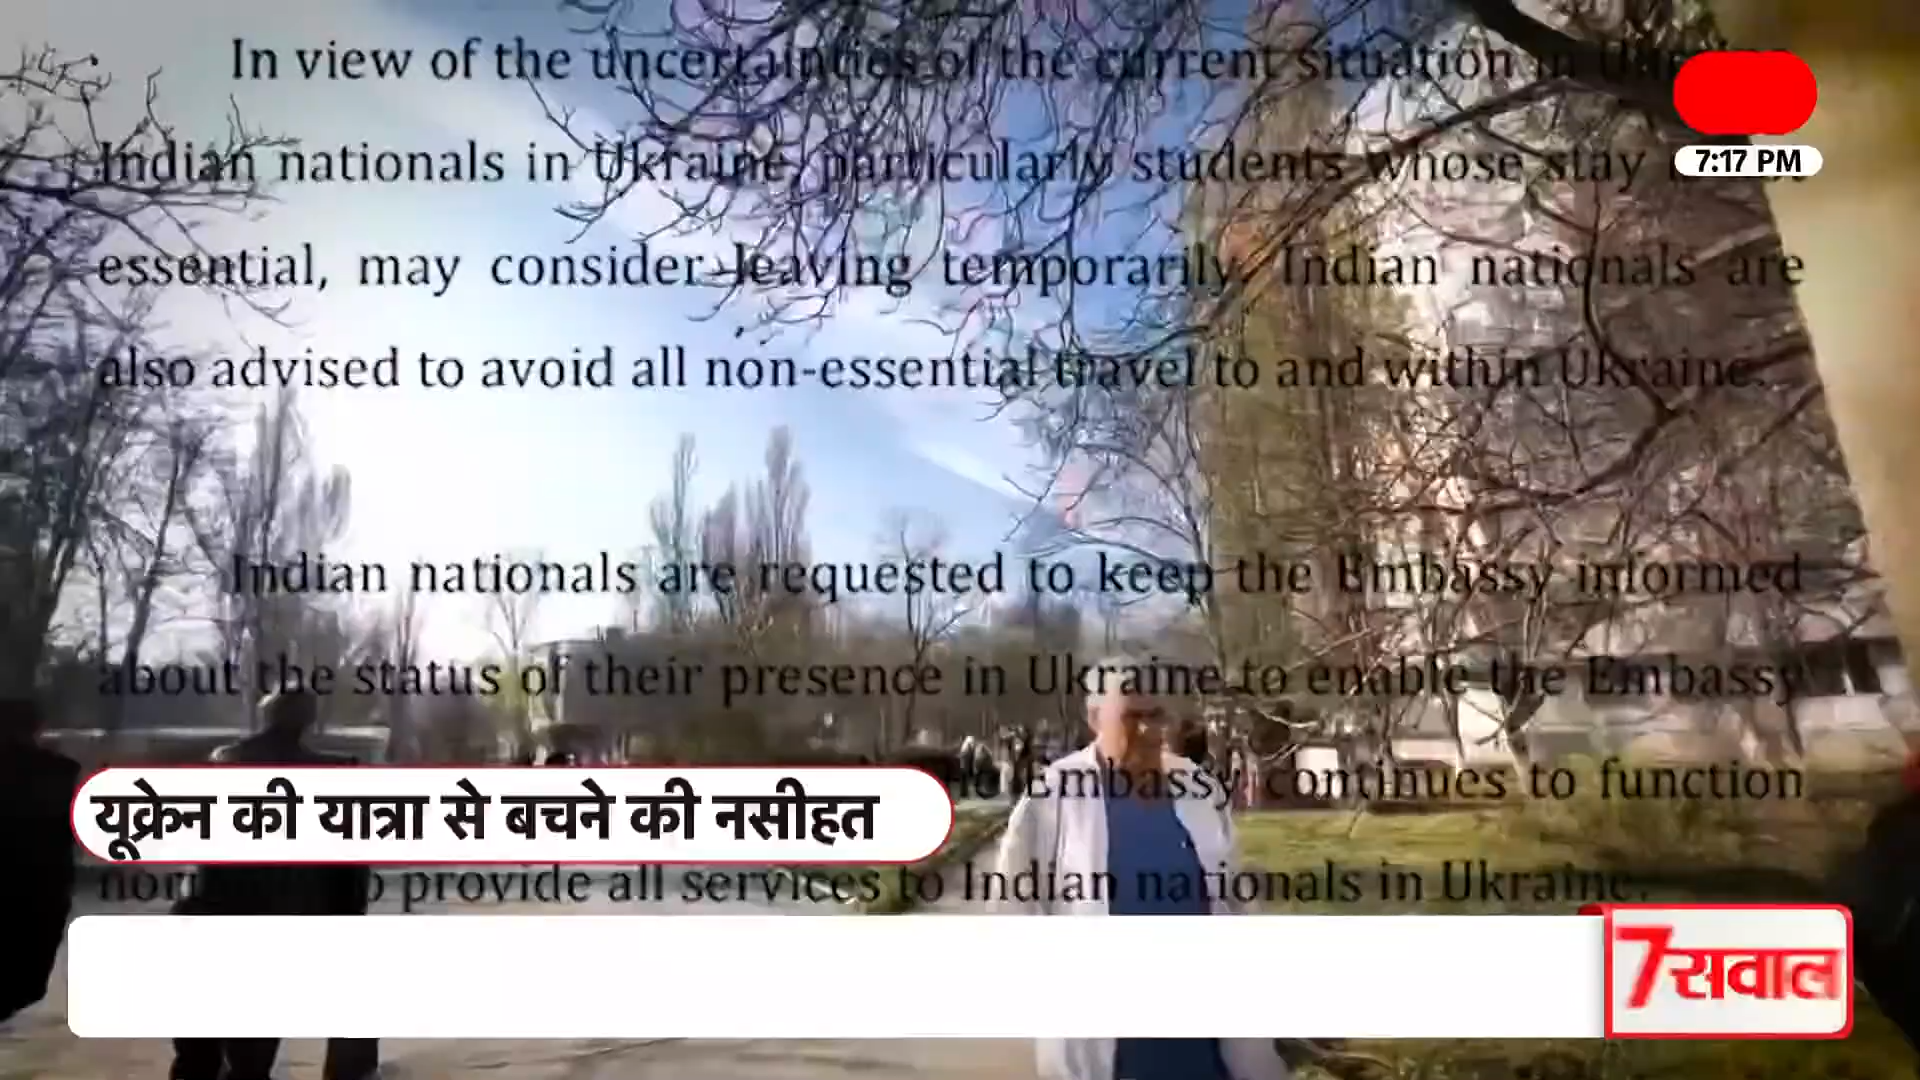 In view of the uncertainties of the current situation in
7:17 PM
Indian nationals in Ukraine, particularly students whose stay
essential, may consider leaving temporarily. Indian nationals are
also advised to avoid all non-essential travel to and within Ukraine.
Indian nationals are requested to keep the Embassy informed
about the status of their presence in Ukraine to enable the Embassy
यूक्रेन की यात्रा से बचने की नसीहत
Embassy continues to function
provide all services to Indian nationals in Ukraine.
7सवाल